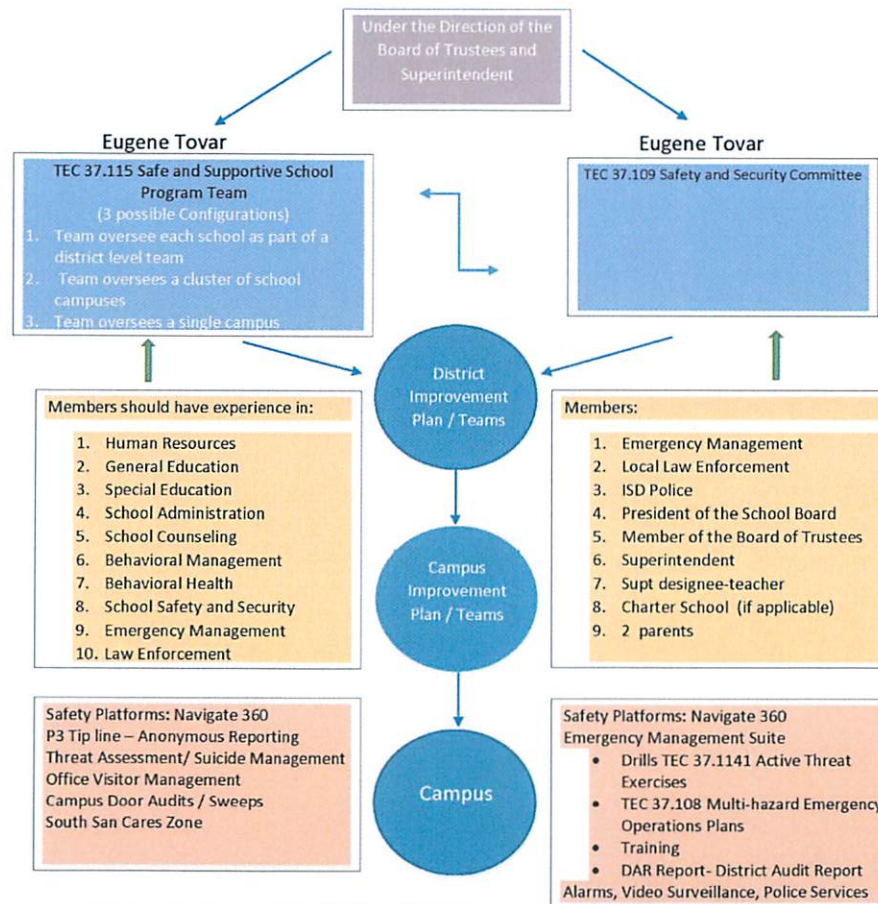 Under the Direction of the
Board of Trustees and
Superintendent
Eugene Tovar
TEC 37.115 Safe and Supportive School
Program Team
(3 possible Configurations)
1. Team oversee each school as part of a
district level team
2. Team oversees a cluster of school
campuses
3. Team oversees a single campus
Eugene Tovar
TEC 37.109 Safety and Security Committee
District
Improvement
Plan / Teams
Members should have experience in:
1. Human Resources
2. General Education
3. Special Education
4. School Administration
5. School Counseling
6. Behavioral Management
7. Behavioral Health
8. School Safety and Security
9. Emergency Management
10. Law Enforcement
Members:
1. Emergency Management
2. Local Law Enforcement
3. ISD Police
4. President of the School Board
5. Member of the Board of Trustees
6. Superintendent
7. Supt designee-teacher
8. Charter School (if applicable)
9. 2 parents
Campus
Improvement
Plan / Teams
Safety Platforms: Navigate 360
P3 Tip line – Anonymous Reporting
Threat Assessment/ Suicide Management
Office Visitor Management
Campus Door Audits / Sweeps
South San Cares Zone
Campus
Safety Platforms: Navigate 360
Emergency Management Suite
• Drills TEC 37.1141 Active Threat
Exercises
• TEC 37.108 Multi-hazard Emergency
Operations Plans
• Training
• DAR Report- District Audit Report
Alarms, Video Surveillance, Police Services